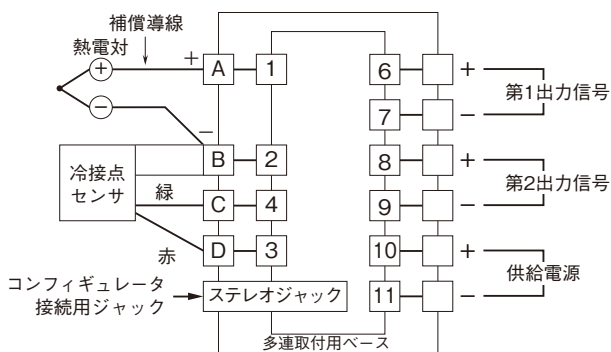 補償導線
熱電対
+
+
A
1
6
+
第1出力信号
7
−
−
−
B
2
8
+
第2出力信号
冷接点
センサ
緑
C
4
9
−
赤
D
3
10
+
供給電源
コンフィギュレータ
接続用ジャック
ステレオジャック
11
−
多連取付用ベース